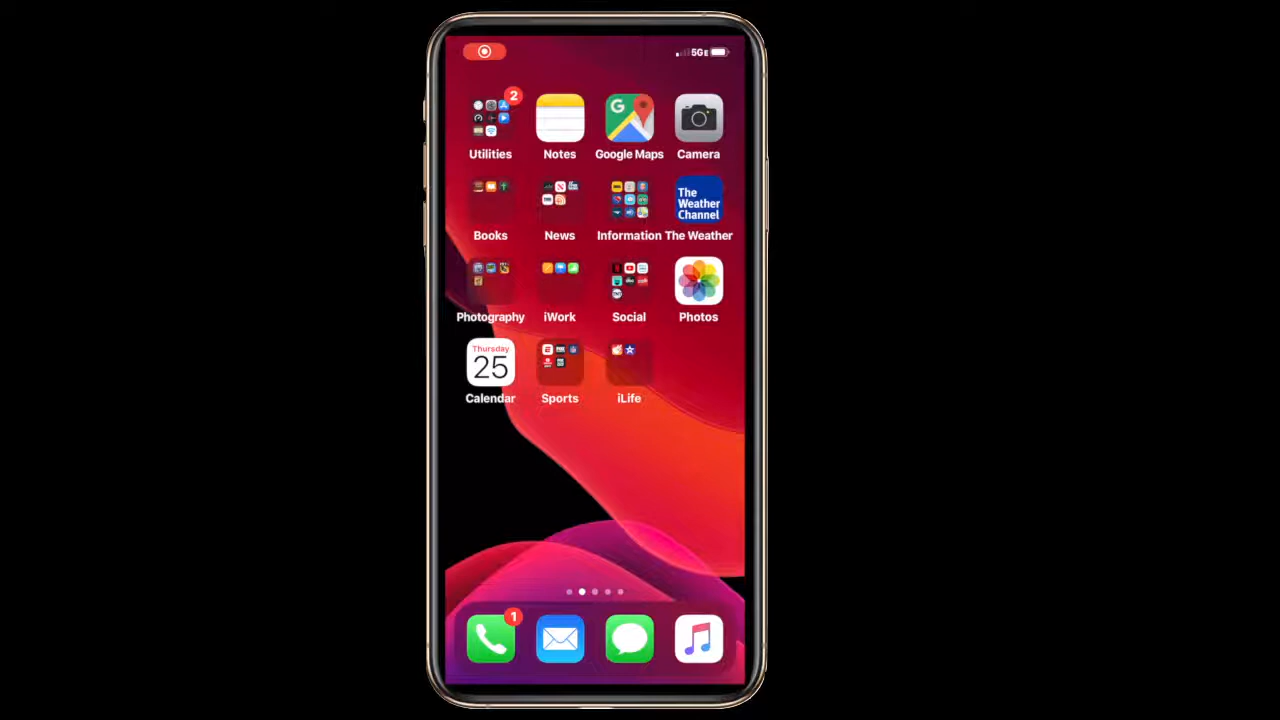 5GE
2
Utilities
Notes
G
Google Maps
Camera
Books
News
Information
The
Weather
Channel
The Weather
Photography
iWork
Social
Photos
Thursday
25
Calendar
Sports
iLife
1